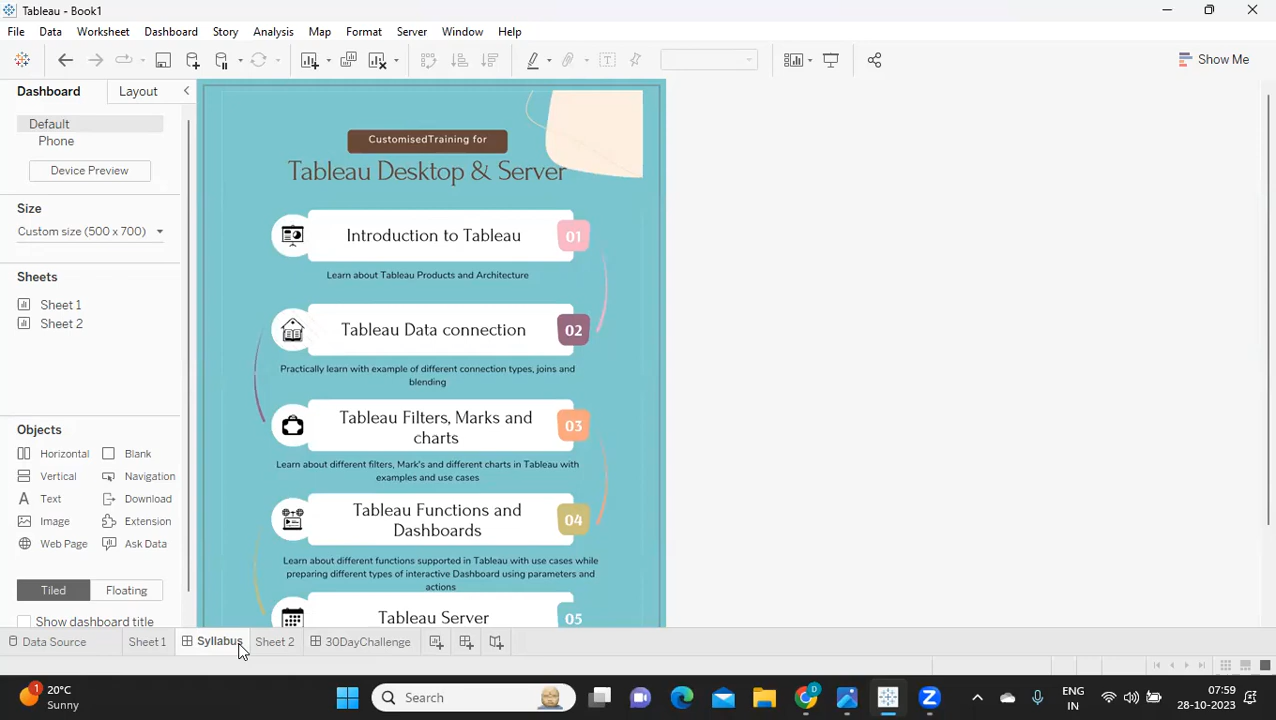 Tableau - Book1
File Data Worksheet Dashboard Story Analysis Map Format Server Window Help
Show Me
Dashboard Layout
Default
Phone
Device Preview
Size
Custom size (500 x 700)
Sheets
Sheet 1
Sheet 2
Objects
Horizontal Blank
Vertical Navigation
Text Download
Image Extension
Web Page Ask Data
Tiled Floating
Show dashboard title
CustomisedTraining for
Tableau Desktop & Server
Introduction to Tableau 01
Learn about Tableau Products and Architecture
Tableau Data connection 02
Practically learn with example of different connection types, joins and
blending
Tableau Filters, Marks and
charts 03
Learn about different filters, Mark's and different charts in Tableau with
examples and use cases
Tableau Functions and
Dashboards 04
Learn about different functions supported in Tableau with use cases while
preparing different types of interactive Dashboard using parameters and
actions
Tableau Server 05
Data Source Sheet 1 Syllabus Sheet 2 30DayChallenge
1
20°C
Sunny
Search
D
ENG
IN
07:59
28-10-2023